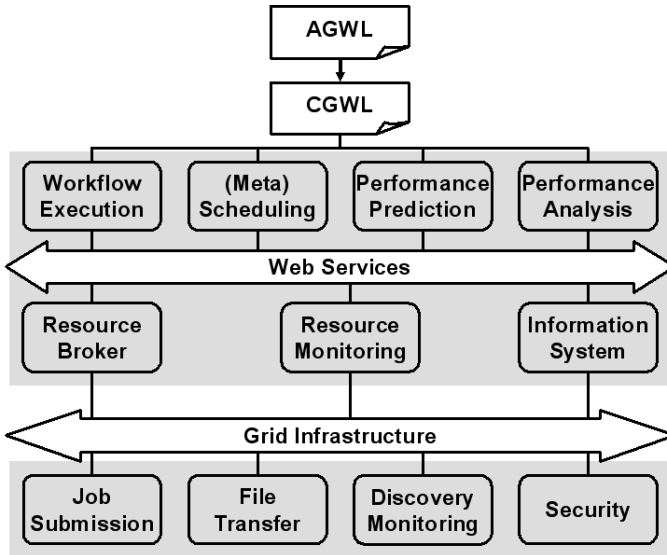 AGWL
CGWL
Workflow
Execution
(Meta)
Scheduling
Performance
Prediction
Performance
Analysis
Web Services
Resource
Broker
Resource
Monitoring
Information
System
Grid Infrastructure
Job
Submission
File
Transfer
Discovery
Monitoring
Security